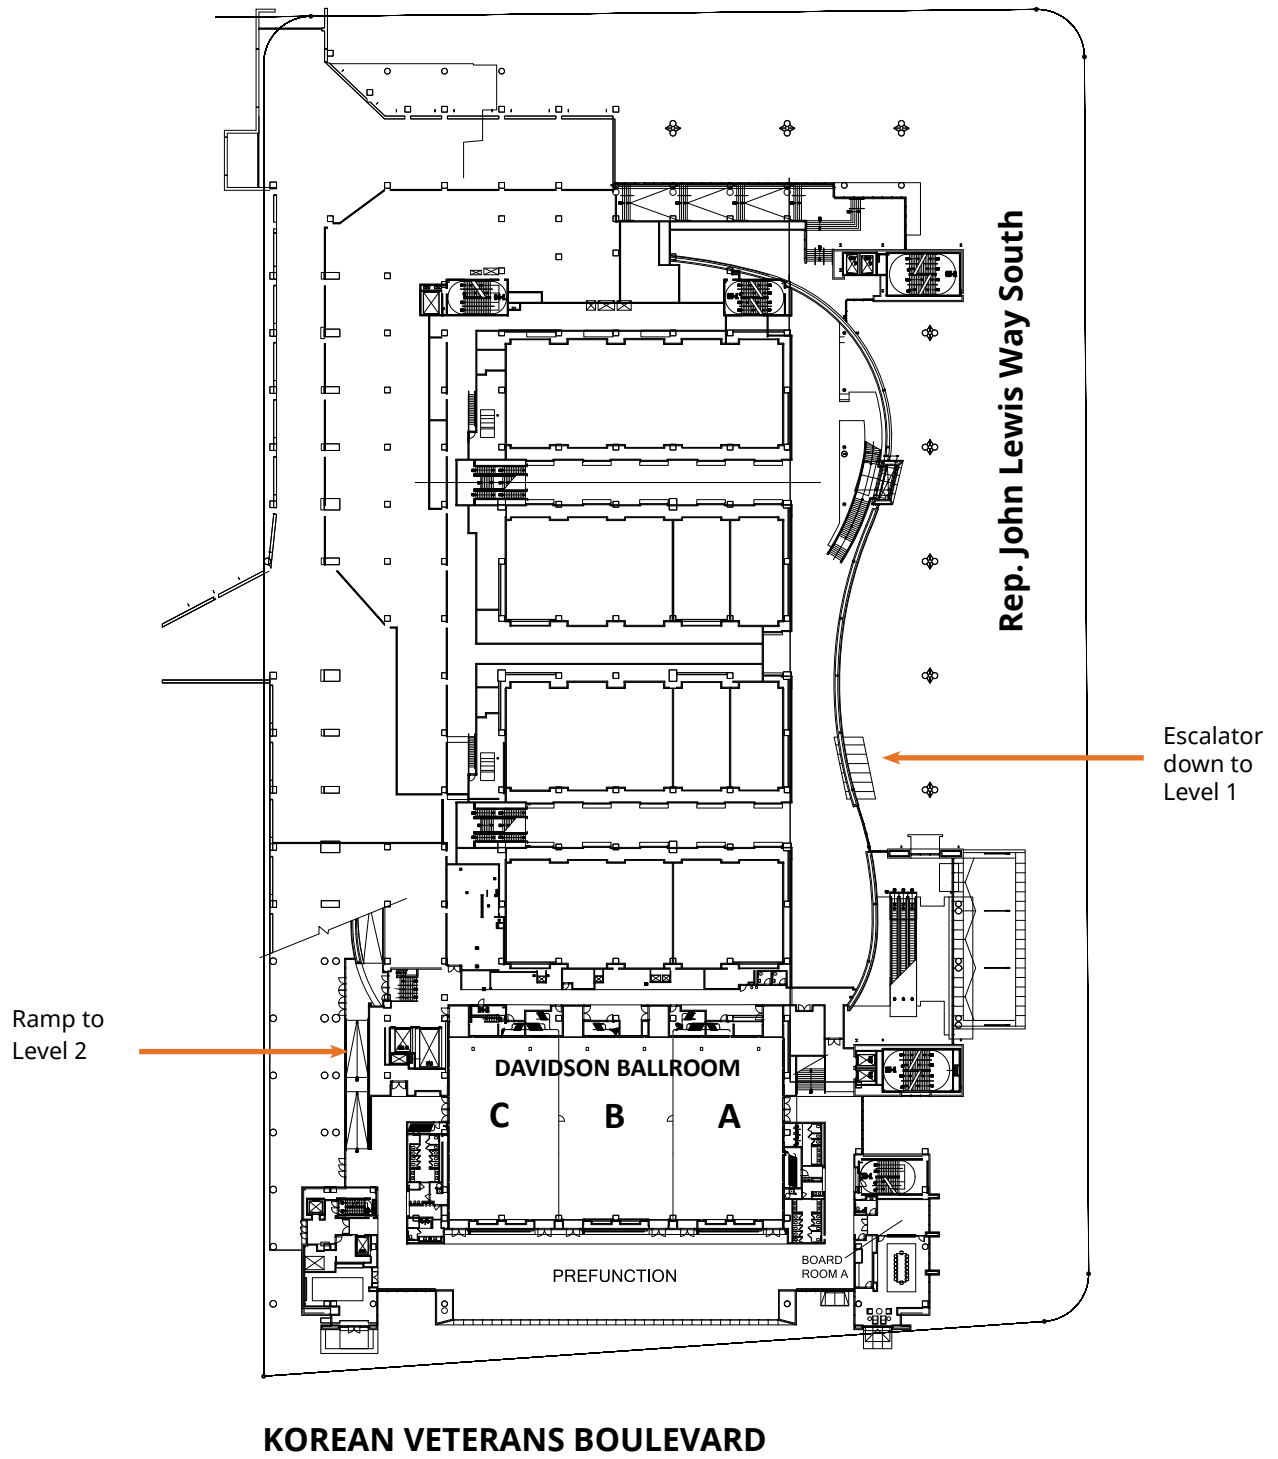 Rep. John Lewis Way South
Escalator
down to
Level 1
Ramp to
Level 2
DAVIDSON BALLROOM
C B A
BOARD
ROOM A
PREFUNCTION
KOREAN VETERANS BOULEVARD